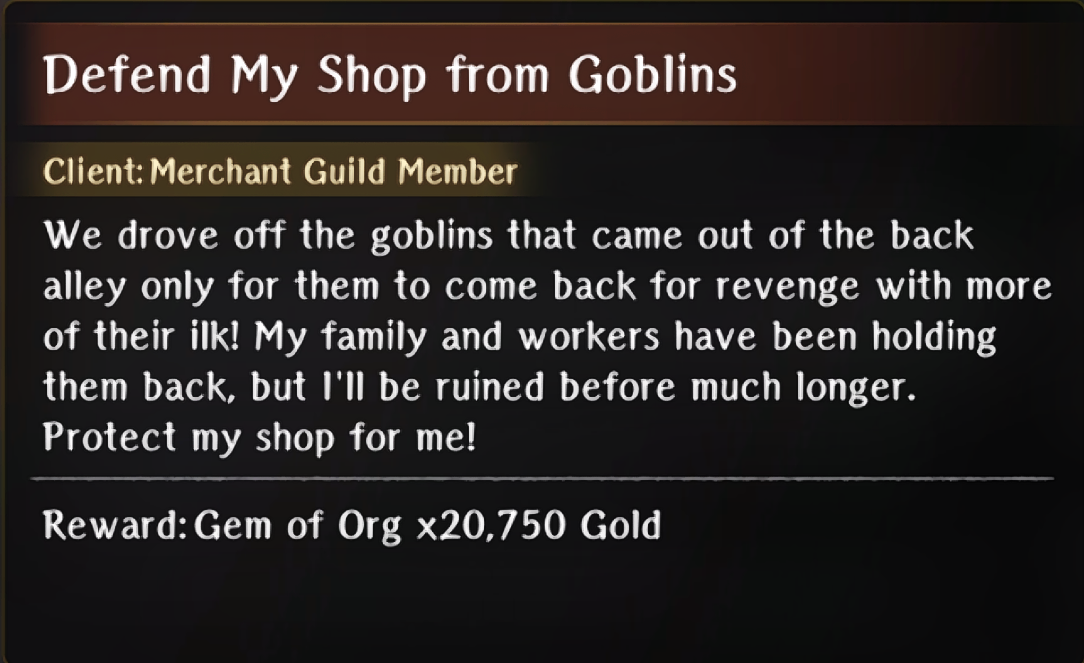 Defend My Shop from Goblins
Client: Merchant Guild Member
We drove off the goblins that came out of the back
alley only for them to come back for revenge with more
of their ilk! My family and workers have been holding
them back, but I'll be ruined before much longer.
Protect my shop for me!
Reward: Gem of Org x20,750 Gold